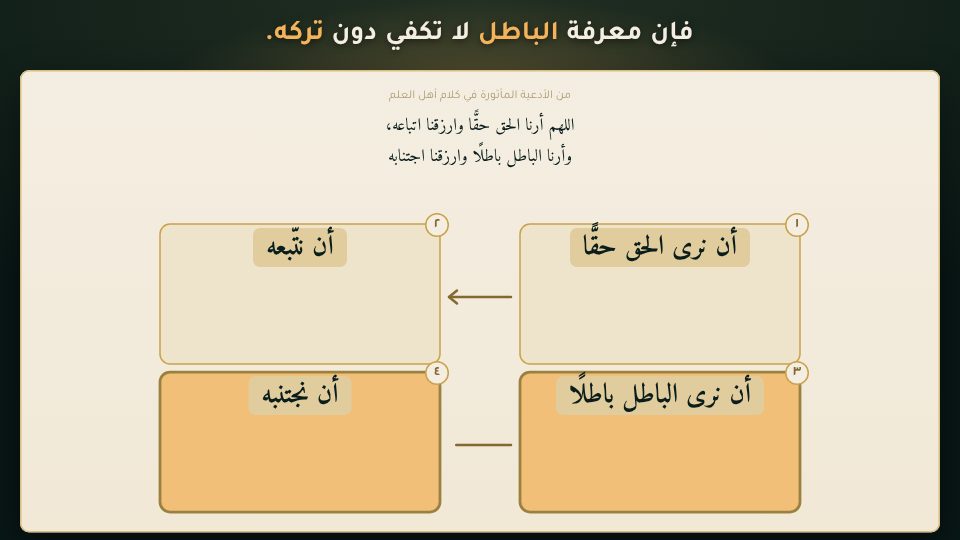 فإن معرفة الباطل لا تكفي دون تركه.
من الأدعية المأثورة في كلام أهل العلم
اللهم أرنا الحق حقًّا وارزقنا اتباعه،
وأرنا الباطل باطلًا وارزقنا اجتنابه
١
أن نرى الحق حقًّا
٢
أن نتّبعه
٣
أن نرى الباطل باطلًا
٤
أن نجتنبه